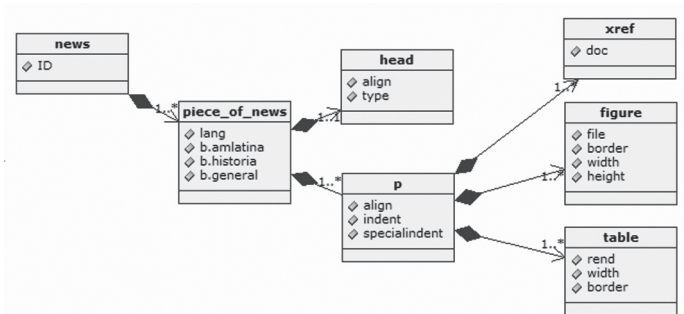 news
ID
1..*
piece_of_news
lang
b.amlatina
b.historia
b.general
1..1
head
align
type
1..*
p
align
indent
specialindent
1..*
xref
doc
1..*
figure
file
border
width
height
1..*
table
rend
width
border